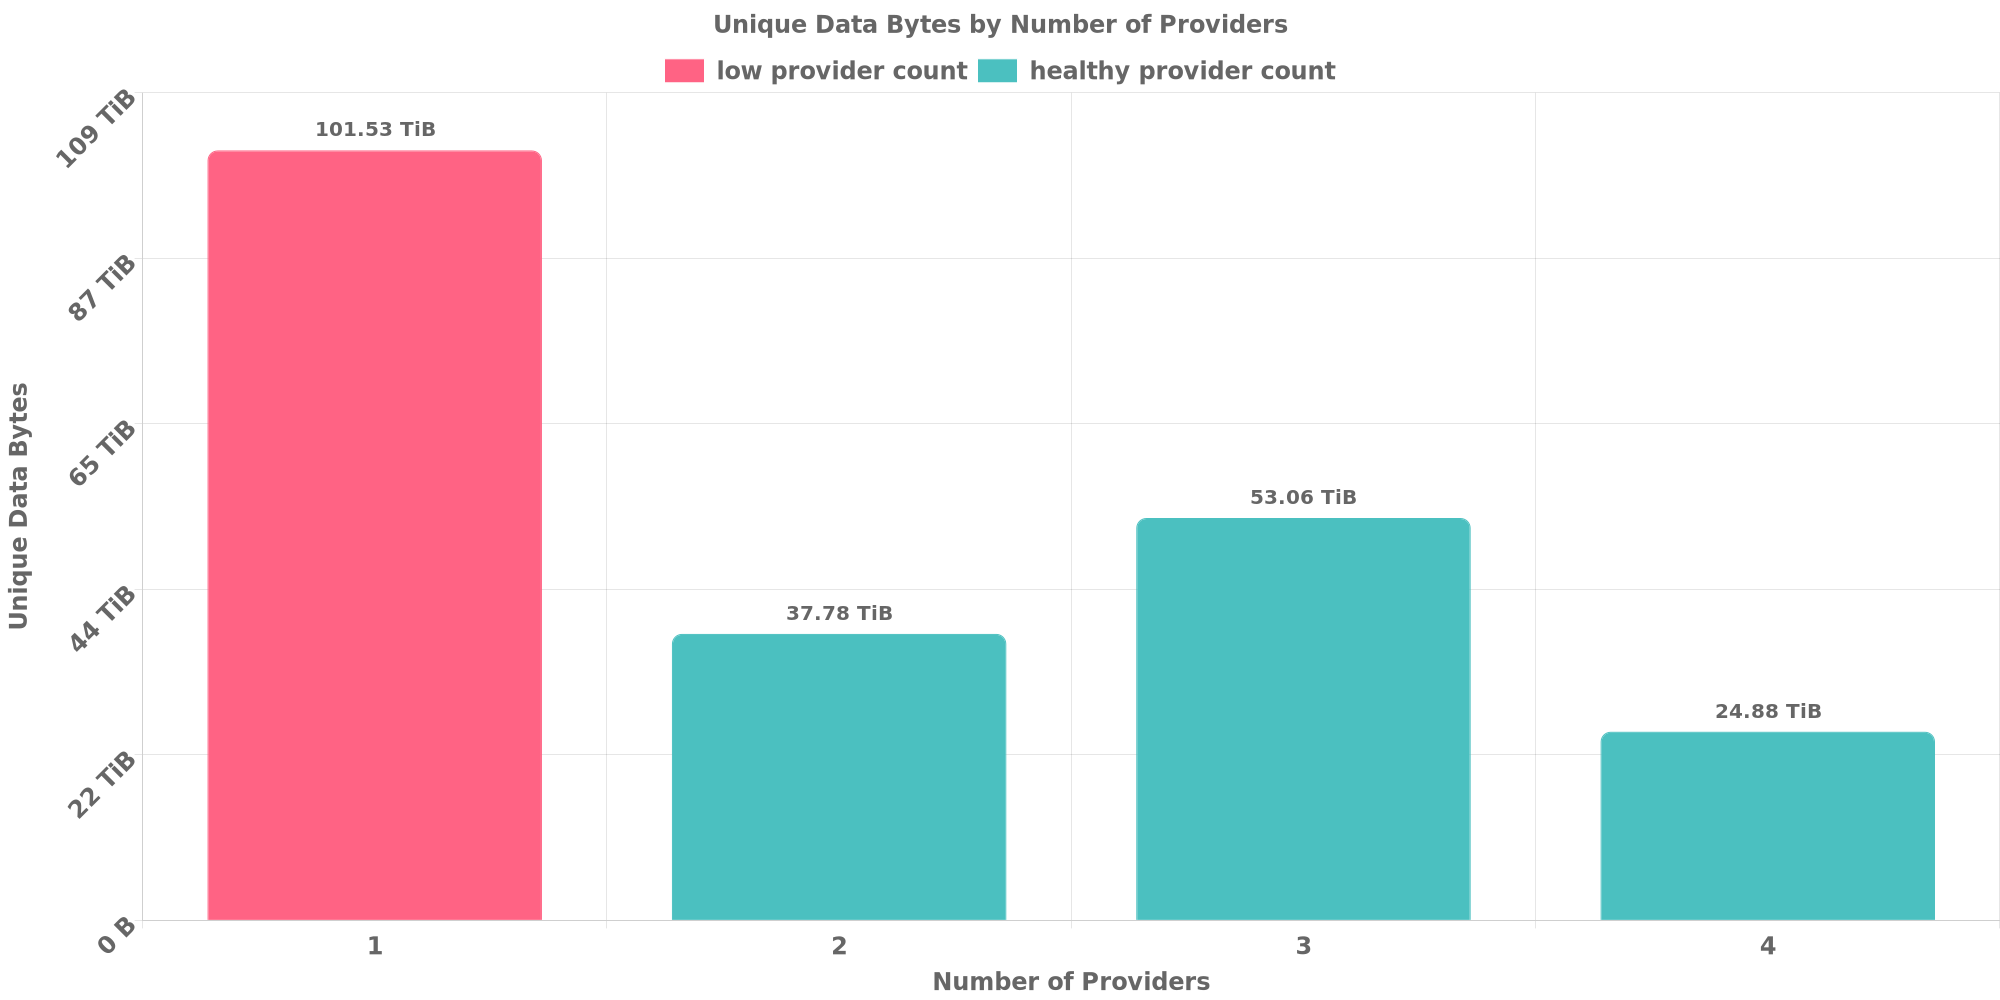 Unique Data Bytes by Number of Providers
low provider count healthy provider count
109 TiB
87 TiB
65 TiB
44 TiB
22 TiB
0 B
Unique Data Bytes
101.53 TiB
37.78 TiB
53.06 TiB
24.88 TiB
1 2 3 4
Number of Providers